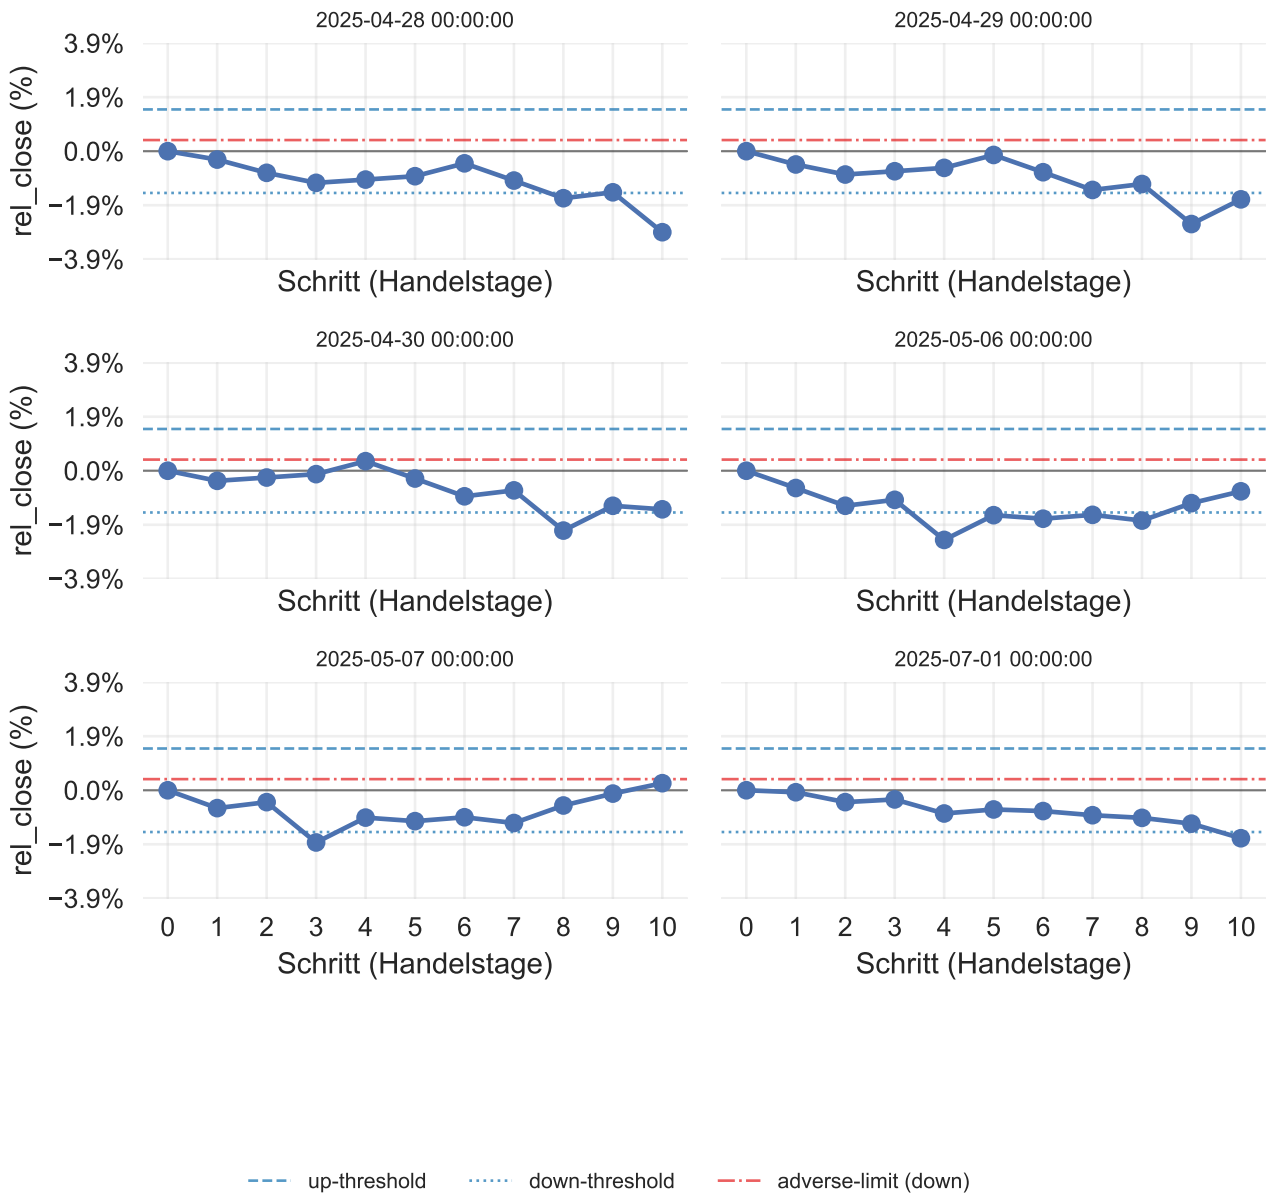 2025-04-28 00:00:00
2025-04-29 00:00:00
rel_close (%)
3.9%
1.9%
0.0%
−1.9%
−3.9%
Schritt (Handelstage)
Schritt (Handelstage)
2025-04-30 00:00:00
2025-05-06 00:00:00
rel_close (%)
3.9%
1.9%
0.0%
−1.9%
−3.9%
Schritt (Handelstage)
Schritt (Handelstage)
2025-05-07 00:00:00
2025-07-01 00:00:00
rel_close (%)
3.9%
1.9%
0.0%
−1.9%
−3.9%
0 1 2 3 4 5 6 7 8 9 10
0 1 2 3 4 5 6 7 8 9 10
Schritt (Handelstage)
Schritt (Handelstage)
up-threshold
down-threshold
adverse-limit (down)